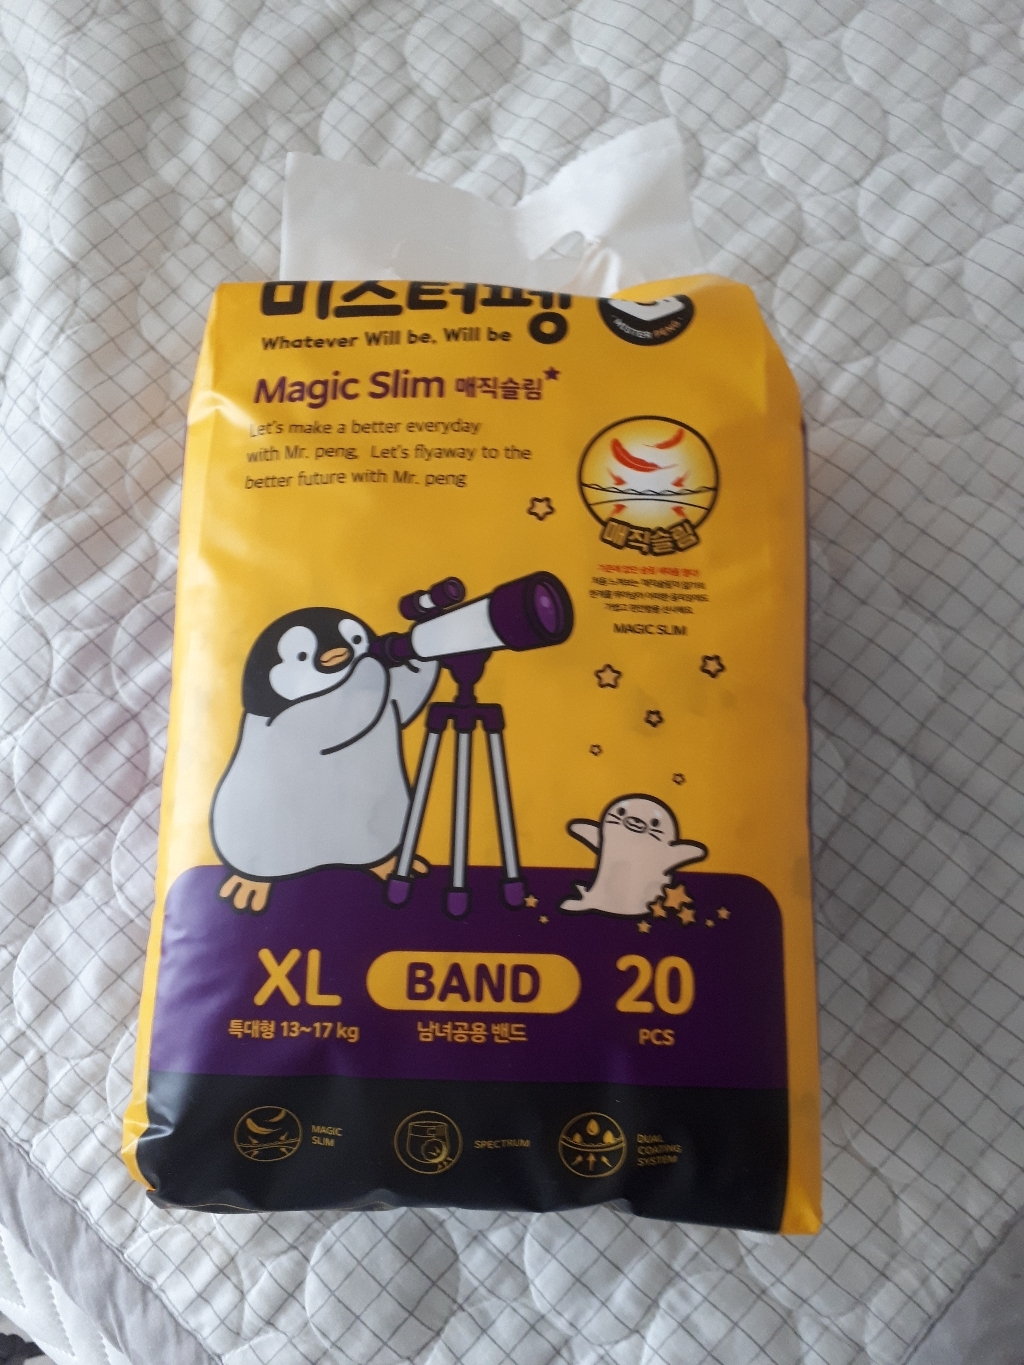 미스터펭
MISTER PENG
Whatever Will be, Will be
Magic Slim 매직슬림
Let's make a better everyday
with Mr. peng, Let's flyaway to the
better future with Mr. peng
매직슬림
MAGIC SLIM
XL BAND 20
특대형 13~17 kg 남녀공용 밴드 PCS
MAGIC
SLIM
SPECTRUM
DUAL
COATING
SYSTEM